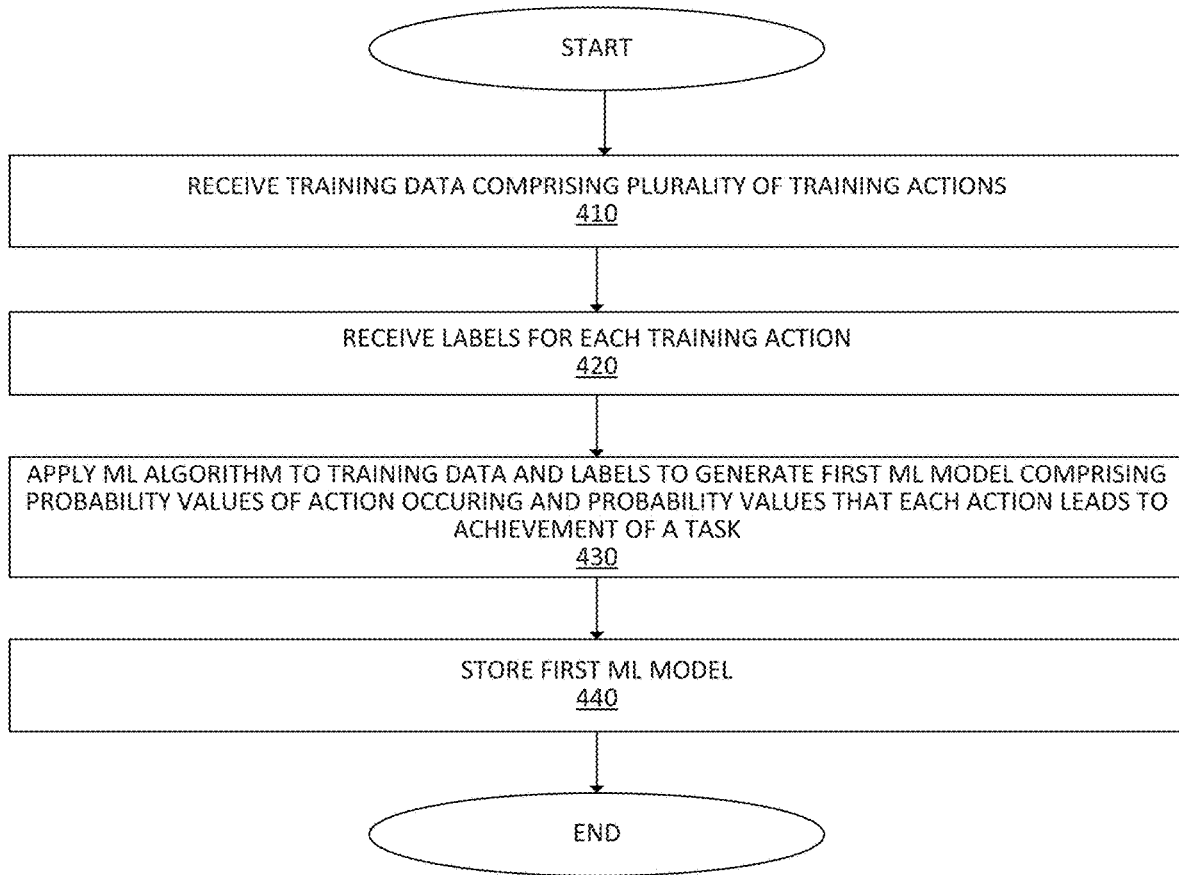 START
RECEIVE TRAINING DATA COMPRISING PLURALITY OF TRAINING ACTIONS
410
RECEIVE LABELS FOR EACH TRAINING ACTION
420
APPLY ML ALGORITHM TO TRAINING DATA AND LABELS TO GENERATE FIRST ML MODEL COMPRISING
PROBABILITY VALUES OF ACTION OCCURING AND PROBABILITY VALUES THAT EACH ACTION LEADS TO
ACHIEVEMENT OF A TASK
430
STORE FIRST ML MODEL
440
END